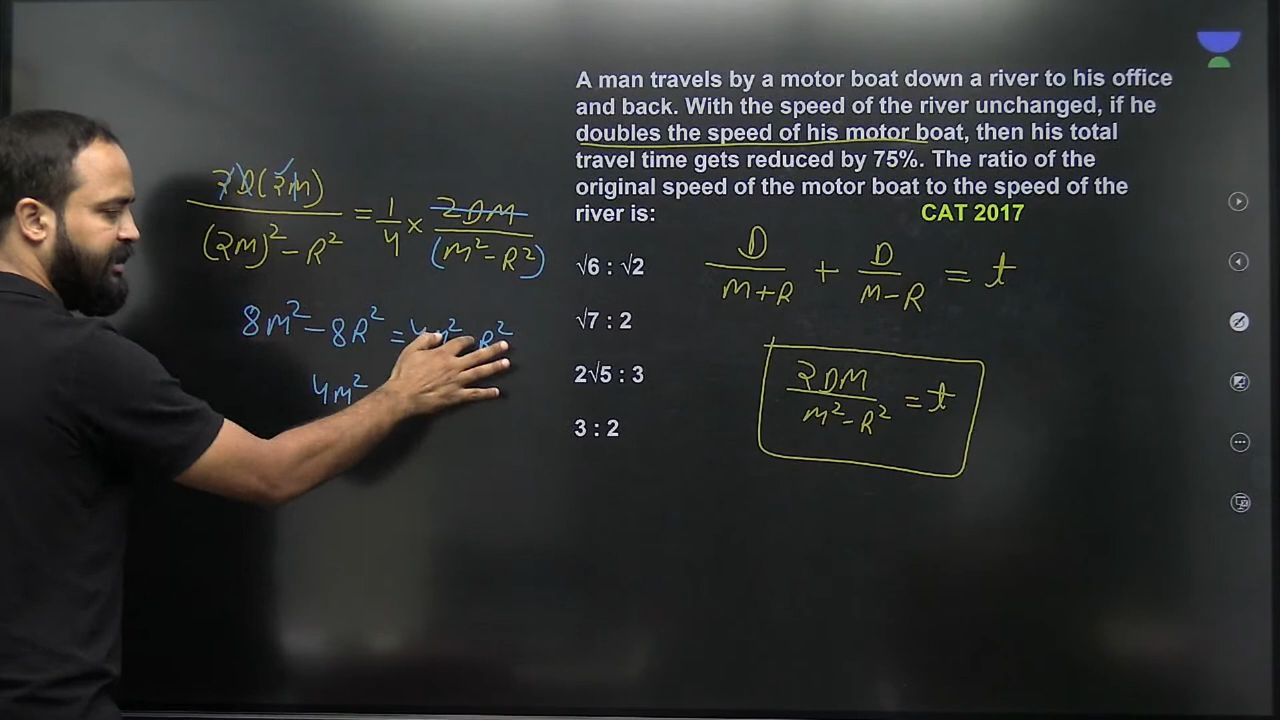 A man travels by a motor boat down a river to his office
and back. With the speed of the river unchanged, if he
doubles the speed of his motor boat, then his total
travel time gets reduced by 75%. The ratio of the
original speed of the motor boat to the speed of the
river is:
CAT 2017
√6 : √2
√7 : 2
2√5 : 3
3 : 2
D/(M+R) + D/(M-R) = t
2DM/(M²-R²) = t
2D(2M)/((2M)²-R²) = 1/4 × 2DM/(M²-R²)
8M² - 8R² =
4M²